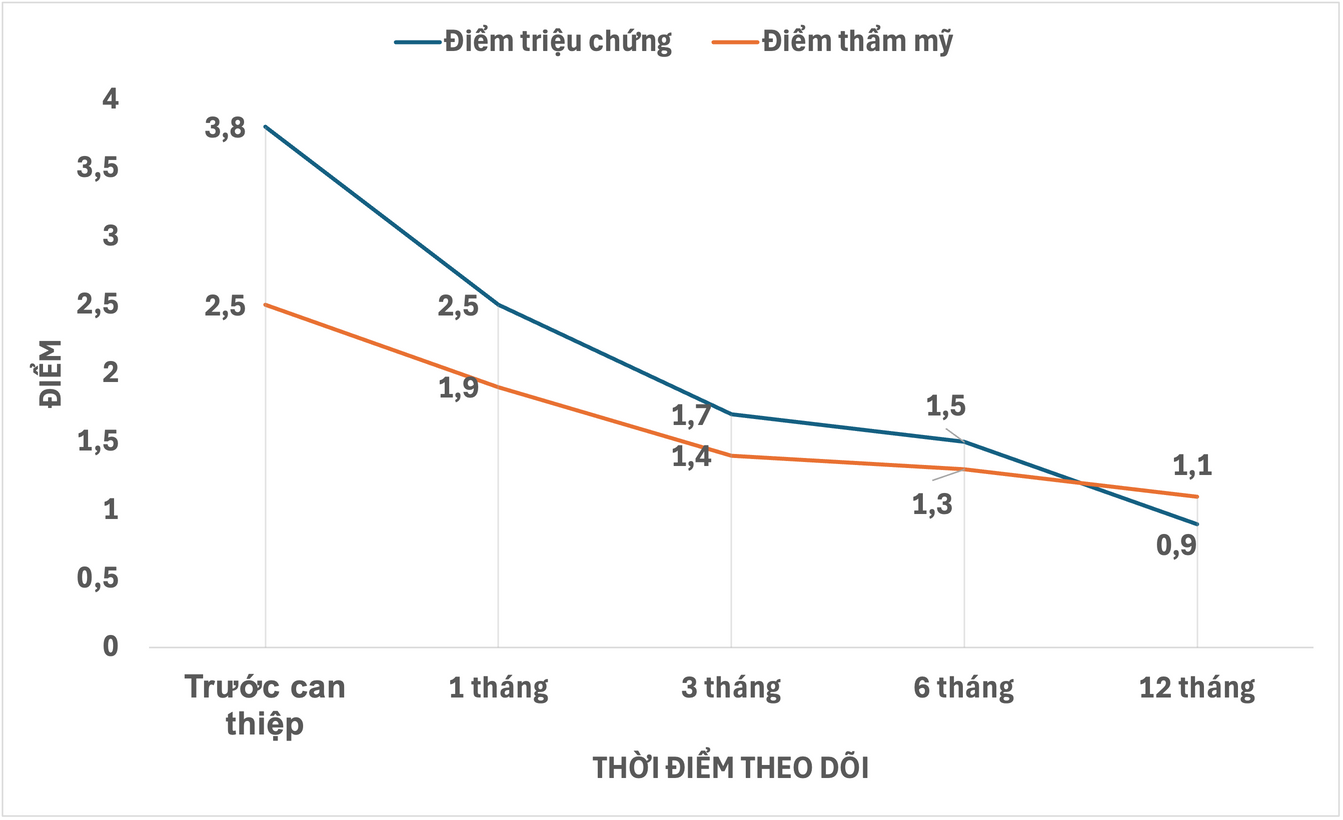 Điểm triệu chứng Điểm thẩm mỹ
4
3,5
3
2,5
2
1,5
1
0,5
0
ĐIỂM
3,8
2,5
1,7
1,5
0,9
2,5
1,9
1,4
1,3
1,1
Trước can
thiệp
1 tháng
3 tháng
6 tháng
12 tháng
THỜI ĐIỂM THEO DÕI